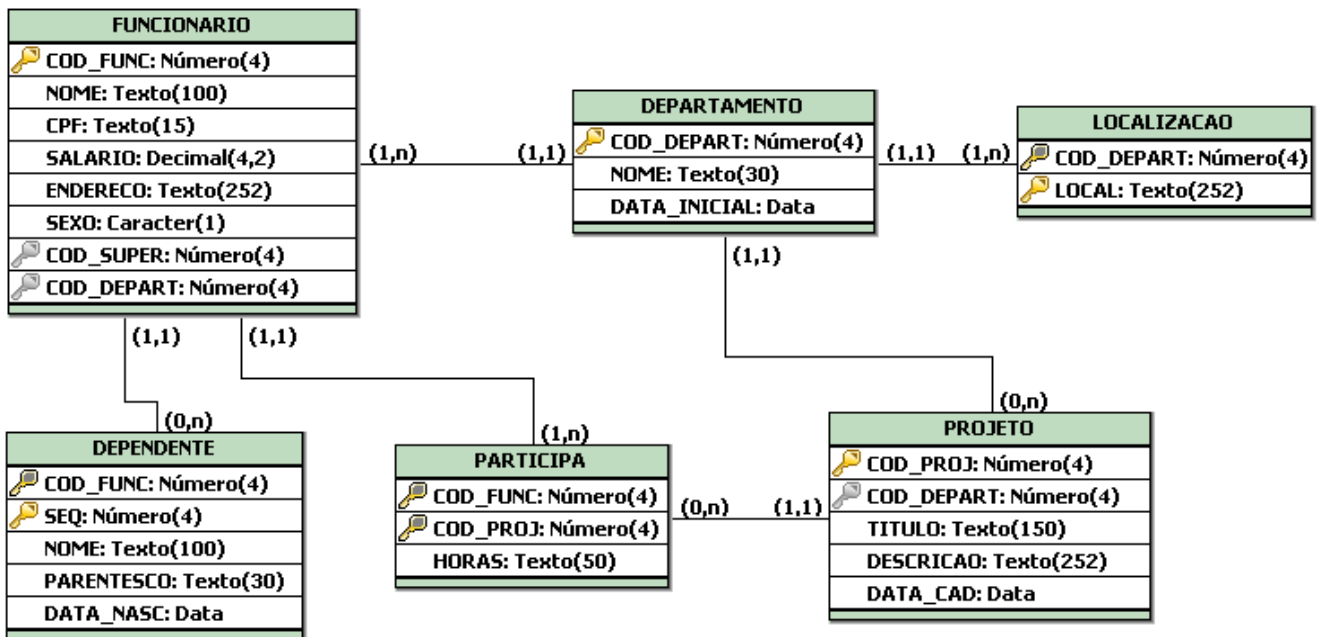 FUNCIONARIO
COD_FUNC: Número(4)
NOME: Texto(100)
CPF: Texto(15)
SALARIO: Decimal(4,2)
ENDERECO: Texto(252)
SEXO: Caracter(1)
COD_SUPER: Número(4)
COD_DEPART: Número(4)
(1,n)
(1,1)
DEPARTAMENTO
COD_DEPART: Número(4)
NOME: Texto(30)
DATA_INICIAL: Data
(1,1)
(1,n)
LOCALIZACAO
COD_DEPART: Número(4)
LOCAL: Texto(252)
(1,1)
(1,1)
(1,1)
(0,n)
(1,n)
(0,n)
DEPENDENTE
COD_FUNC: Número(4)
SEQ: Número(4)
NOME: Texto(100)
PARENTESCO: Texto(30)
DATA_NASC: Data
PARTICIPA
COD_FUNC: Número(4)
COD_PROJ: Número(4)
HORAS: Texto(50)
(0,n)
(1,1)
PROJETO
COD_PROJ: Número(4)
COD_DEPART: Número(4)
TITULO: Texto(150)
DESCRICAO: Texto(252)
DATA_CAD: Data